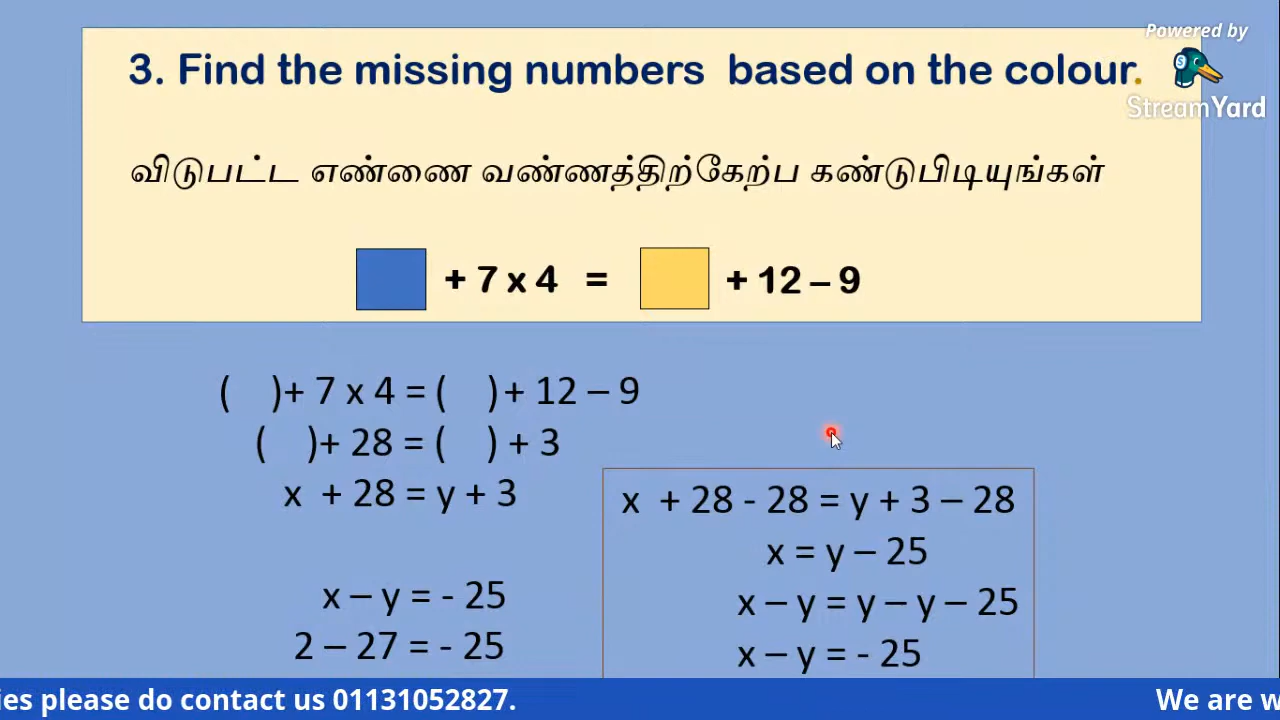 Powered by
StreamYard
3. Find the missing numbers based on the colour.
விடுபட்ட எண்ணை வண்ணத்திற்கேற்ப கண்டுபிடியுங்கள்
+ 7 x 4 = + 12 – 9
( )+ 7 x 4 = ( ) + 12 – 9
( )+ 28 = ( ) + 3
x + 28 = y + 3
x – y = - 25
2 – 27 = - 25
x + 28 - 28 = y + 3 – 28
x = y – 25
x – y = y – y – 25
x – y = - 25
please do contact us 01131052827.
We are